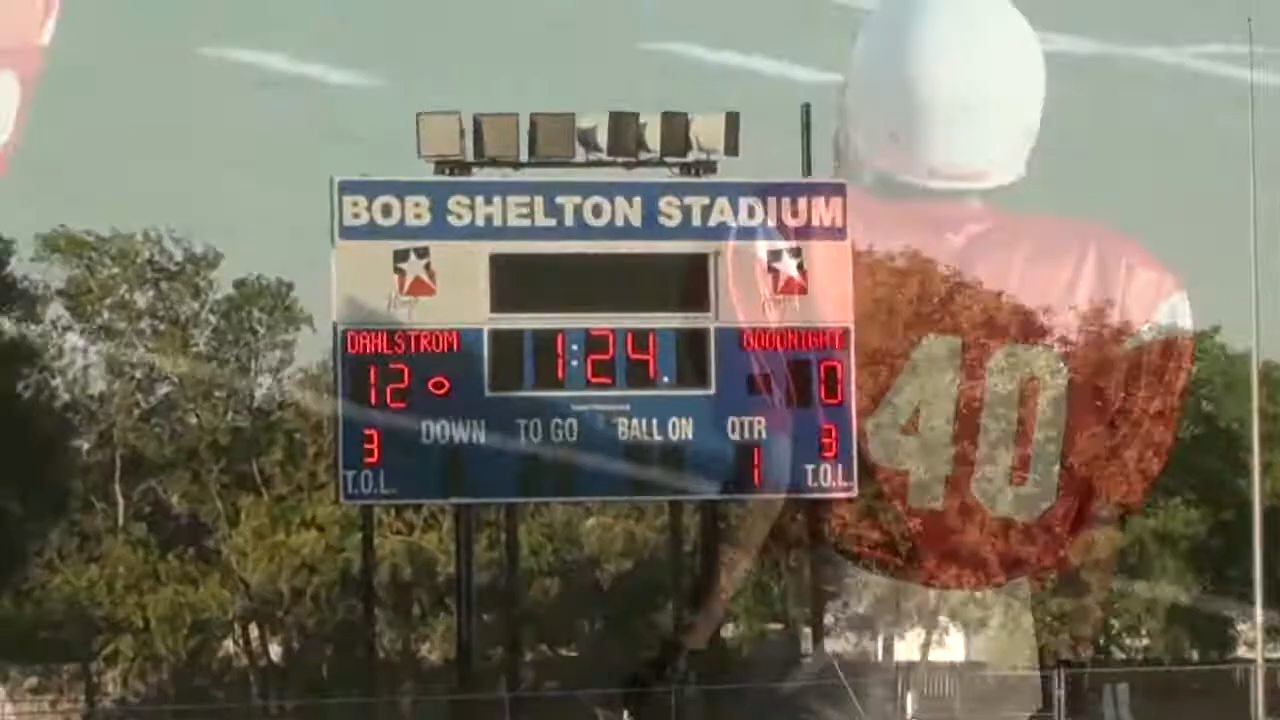 BOB SHELTON STADIUM
DAHLSTROM 1:24 GOODNIGHT
12 0
DOWN TO GO BALL ON QTR
3 1 3
T.O.L. T.O.L.
40